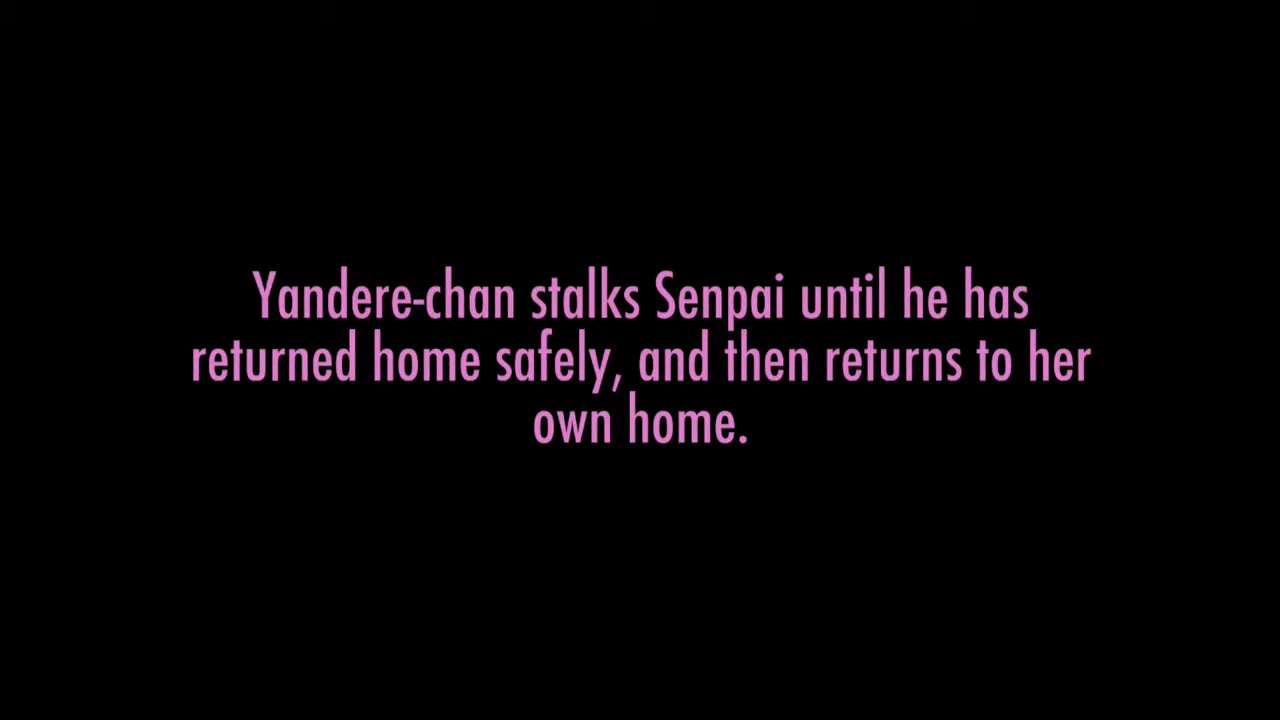 Yandere-chan stalks Senpai until he has
returned home safely, and then returns to her
own home.